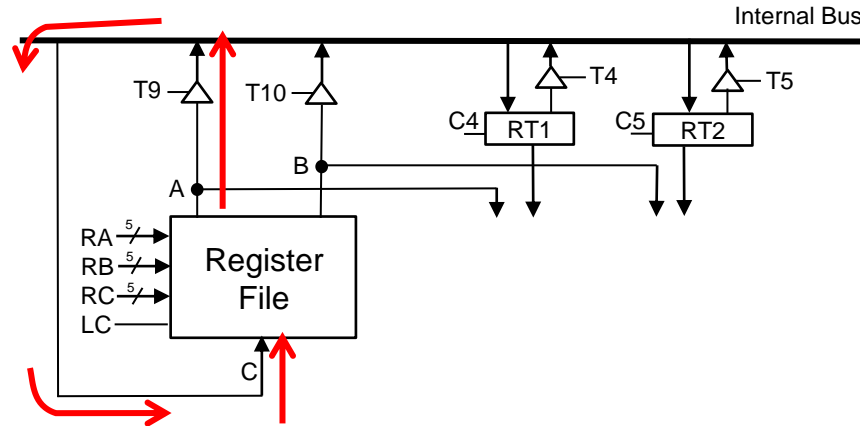 Internal Bus
T9
T10
T4
T5
C4
RT1
C5
RT2
B
A
RA
5
RB
5
RC
5
LC
Register
File
C